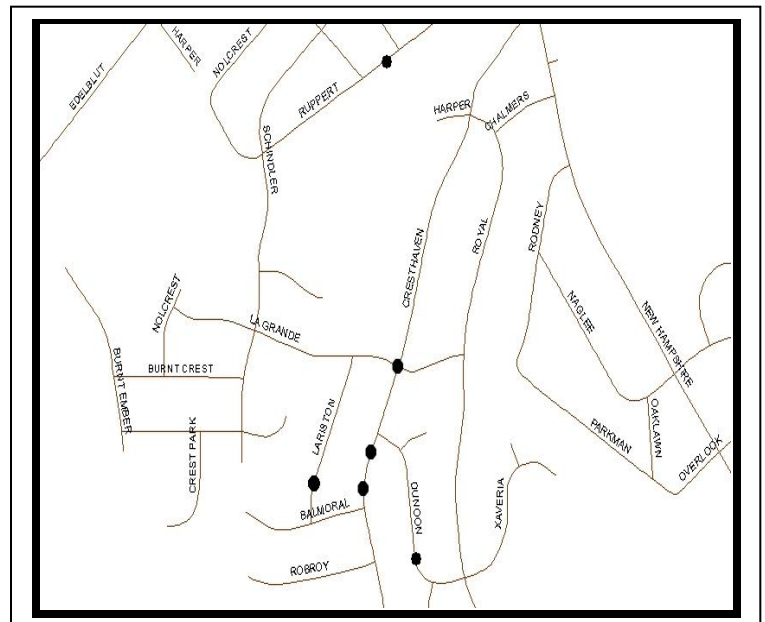 EDELBLUT
HARPER
NOLCREST
RUPPERT
SCHINDLER
HARPER
CHALMERS
CRESTHAVEN
ROYAL
RODNEY
NAGLEE
NEW HAMPSHIRE
NOLCREST
LA GRANDE
BURNT EMBER
BURNT CREST
CREST PARK
LARISTON
BALMORAL
ROBROY
DUNOON
XAVERIA
PARKMAN
OAKLAWN
OVERLOOK